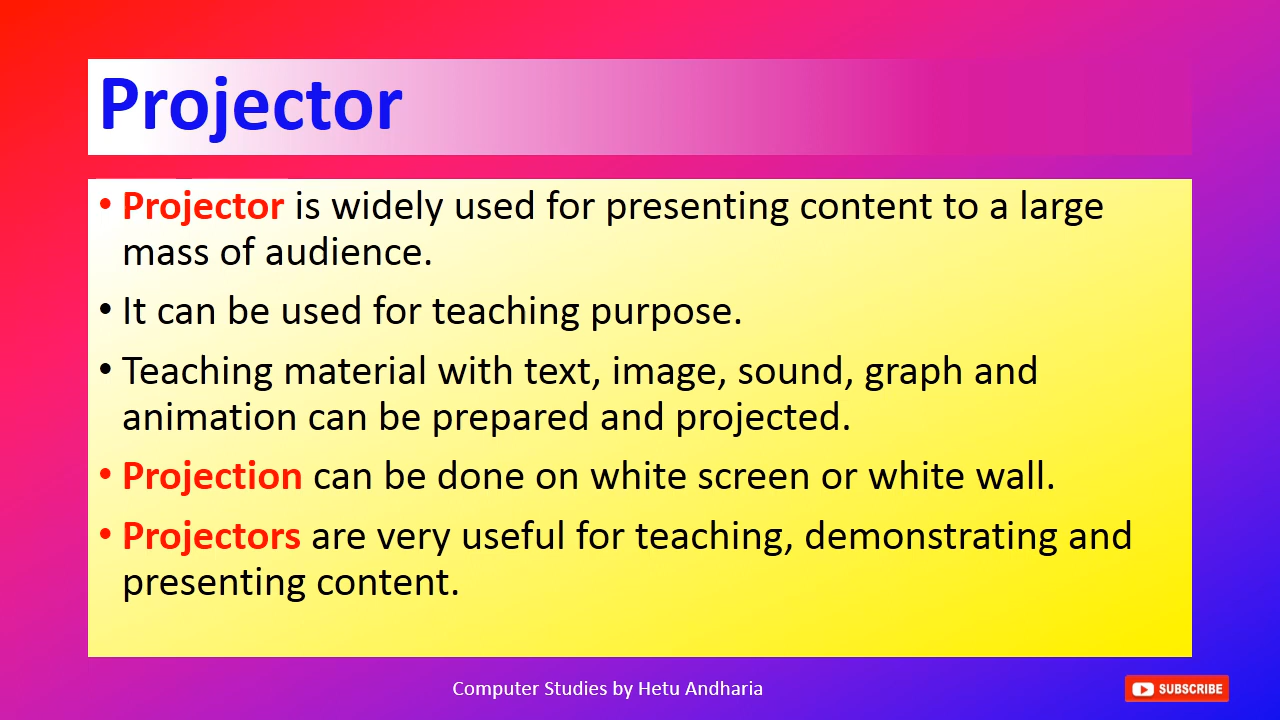 Projector
• Projector is widely used for presenting content to a large
mass of audience.
• It can be used for teaching purpose.
• Teaching material with text, image, sound, graph and
animation can be prepared and projected.
• Projection can be done on white screen or white wall.
• Projectors are very useful for teaching, demonstrating and
presenting content.
Computer Studies by Hetu Andharia
SUBSCRIBE